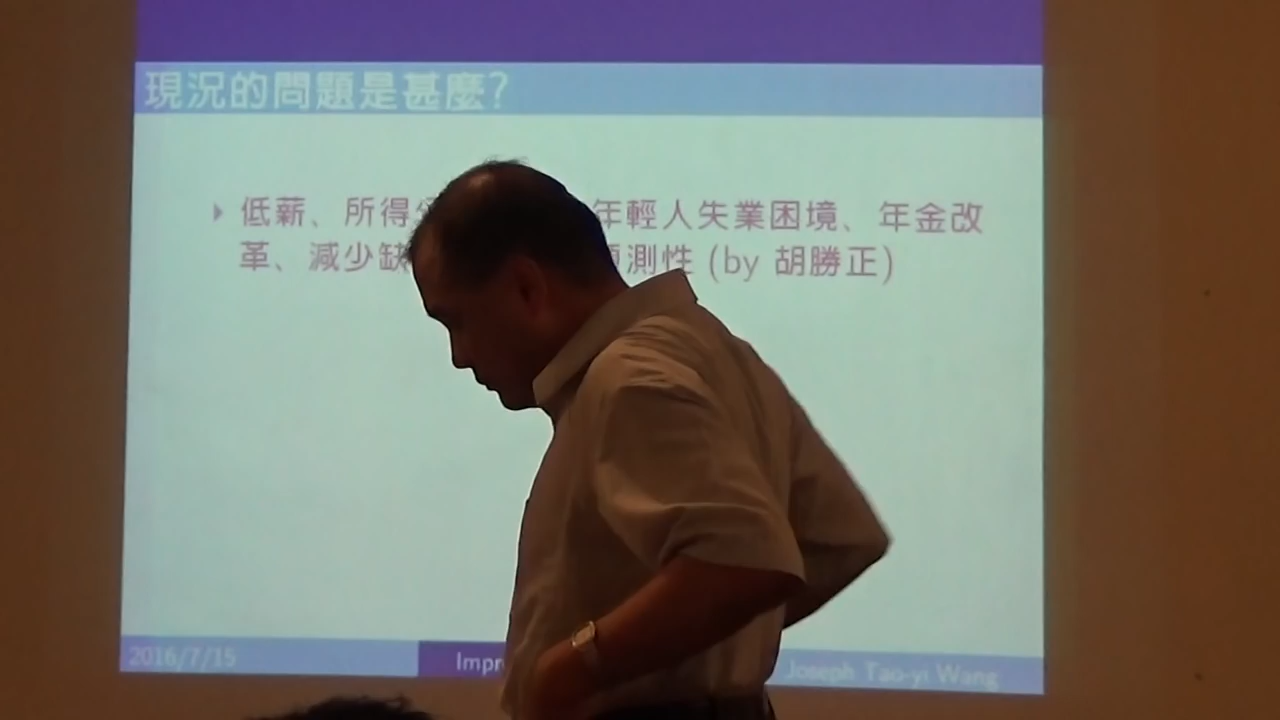 現況的問題是甚麼?
低薪、所得 年輕人失業困境、年金改
革、減少缺 測性 (by 胡勝正)
2016/7/15
Joseph Tao-yi Wang